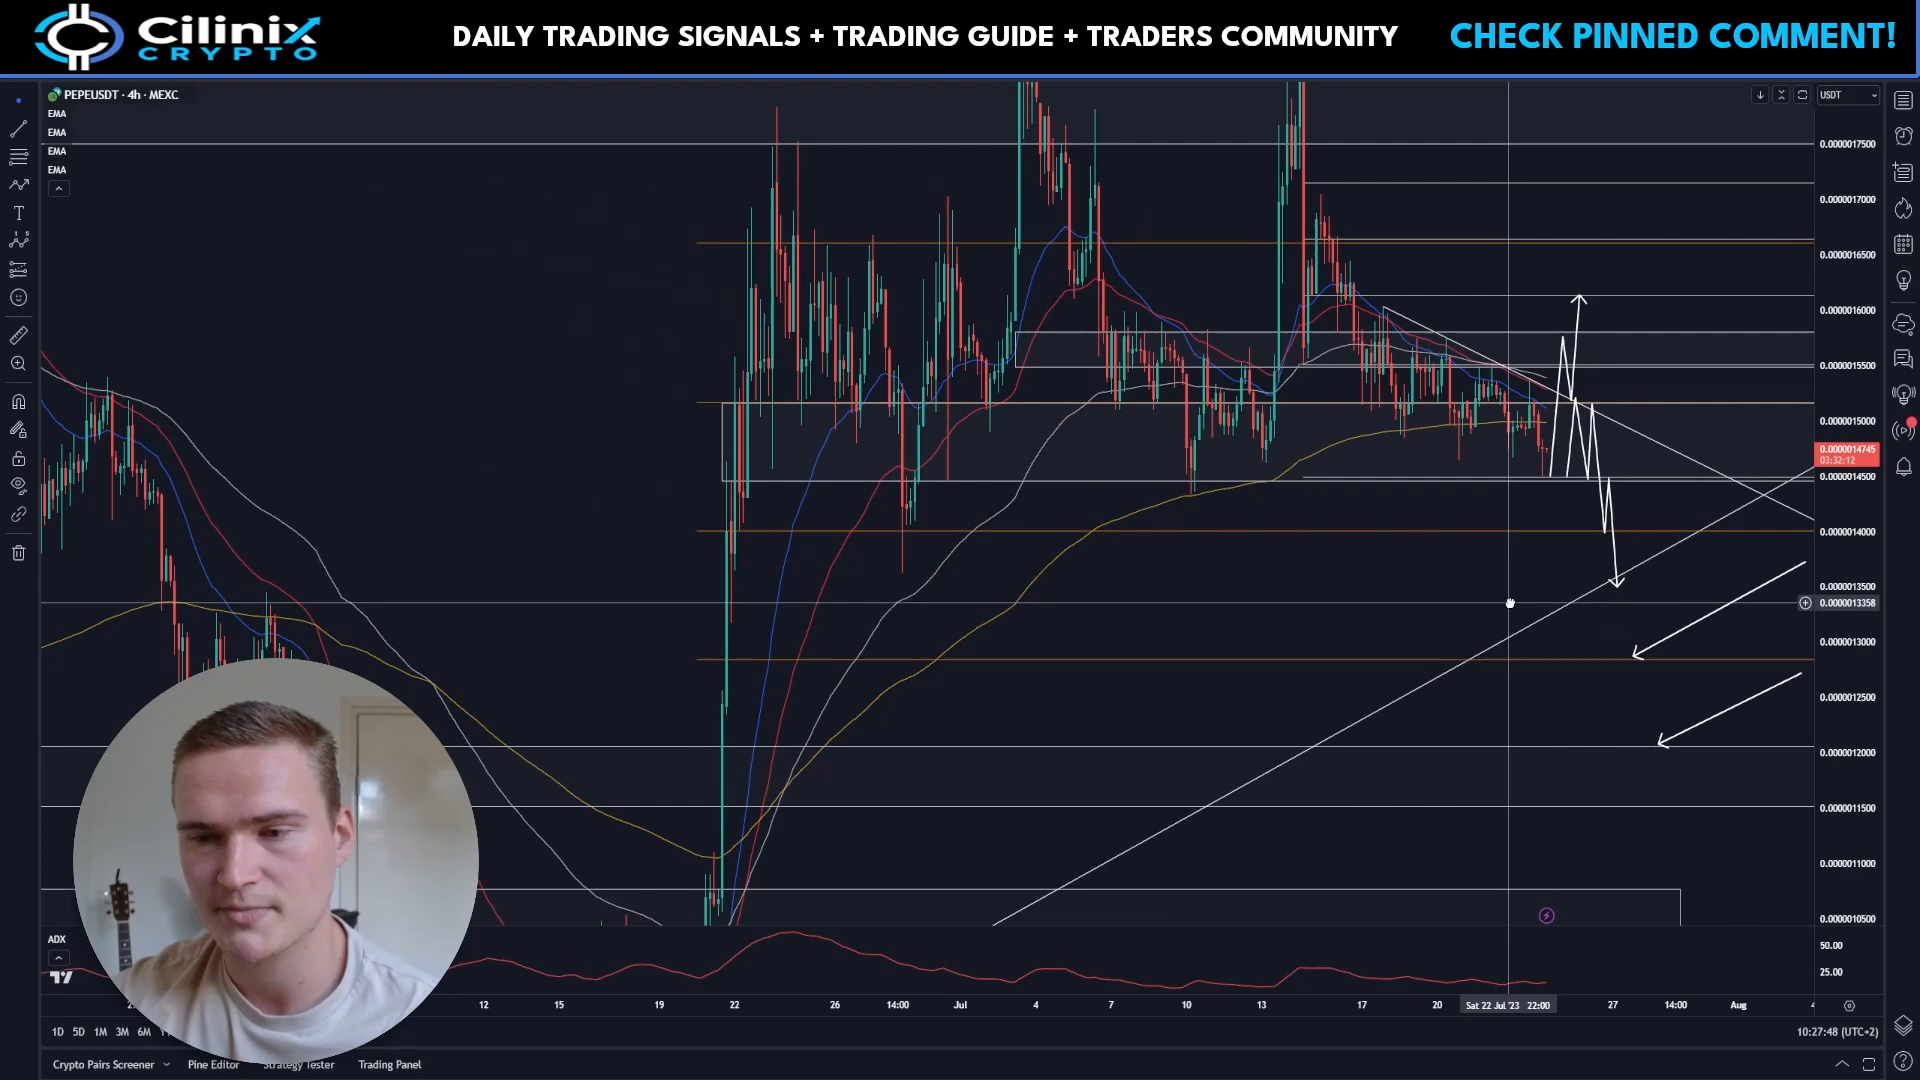 Cilinix
CRYPTO
DAILY TRADING SIGNALS + TRADING GUIDE + TRADERS COMMUNITY
CHECK PINNED COMMENT!
PEPEUSDT · 4h · MEXC
USDT
EMA
EMA
EMA
EMA
0.0000017500
0.0000017000
0.0000016500
0.0000016000
0.0000015500
0.0000015000
0.0000014745
03:32:12
0.0000014500
0.0000014000
0.0000013500
0.0000013358
0.0000013000
0.0000012500
0.0000012000
0.0000011500
0.0000011000
0.0000010500
ADX
50.00
25.00
12 15 19 22 26 14:00 Jul 4 7 10 13 17 20 Sat 22 Jul '23 22:00 27 14:00 Aug
1D 5D 1M 3M 6M
10:27:48 (UTC+2)
Crypto Pairs Screener Pine Editor Strategy Tester Trading Panel